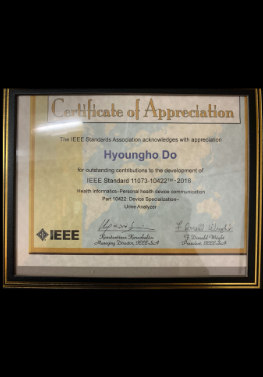 Certificate of Appreciation
The IEEE Standards Association acknowledges with appreciation
Hyoungho Do
for outstanding contributions to the development of
IEEE Standard 11073-10422™-2016
Health informatics–Personal health device communication
Part 10422: Device Specialization–
Urine Analyzer
IEEE
Managing Director, IEEE-SA
President, IEEE-SA